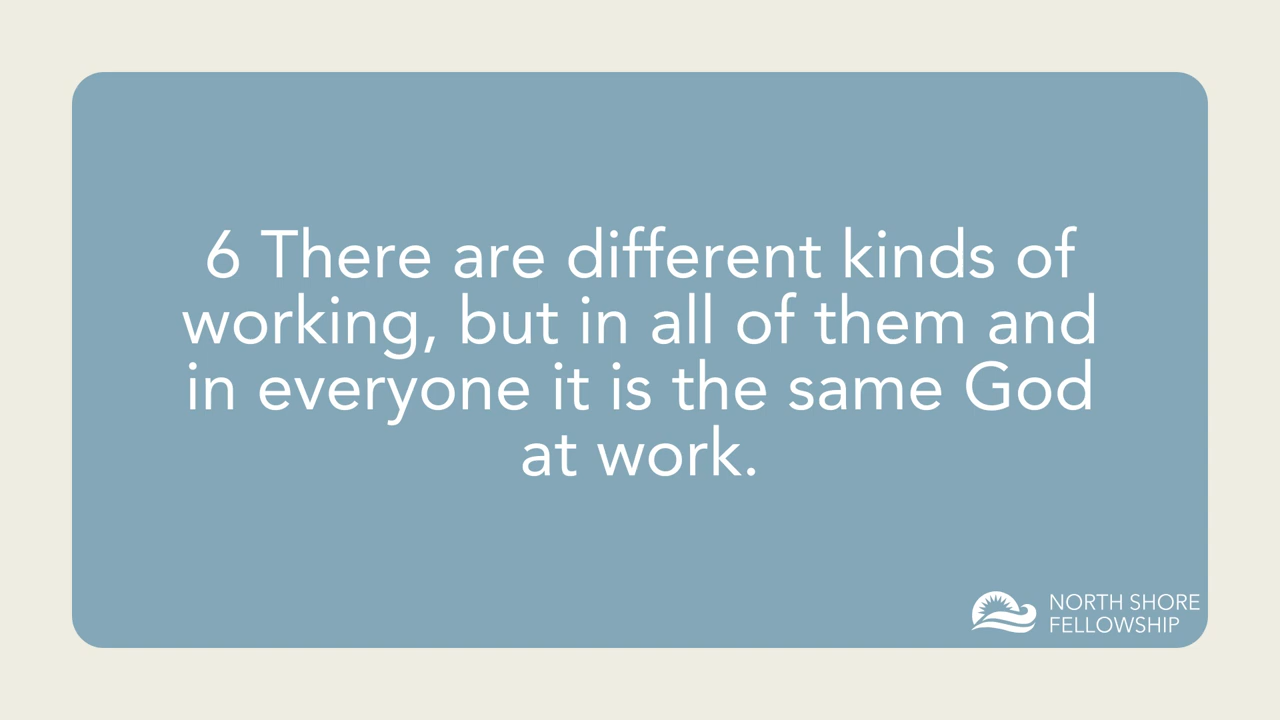 6 There are different kinds of
working, but in all of them and
in everyone it is the same God
at work.
NORTH SHORE
FELLOWSHIP